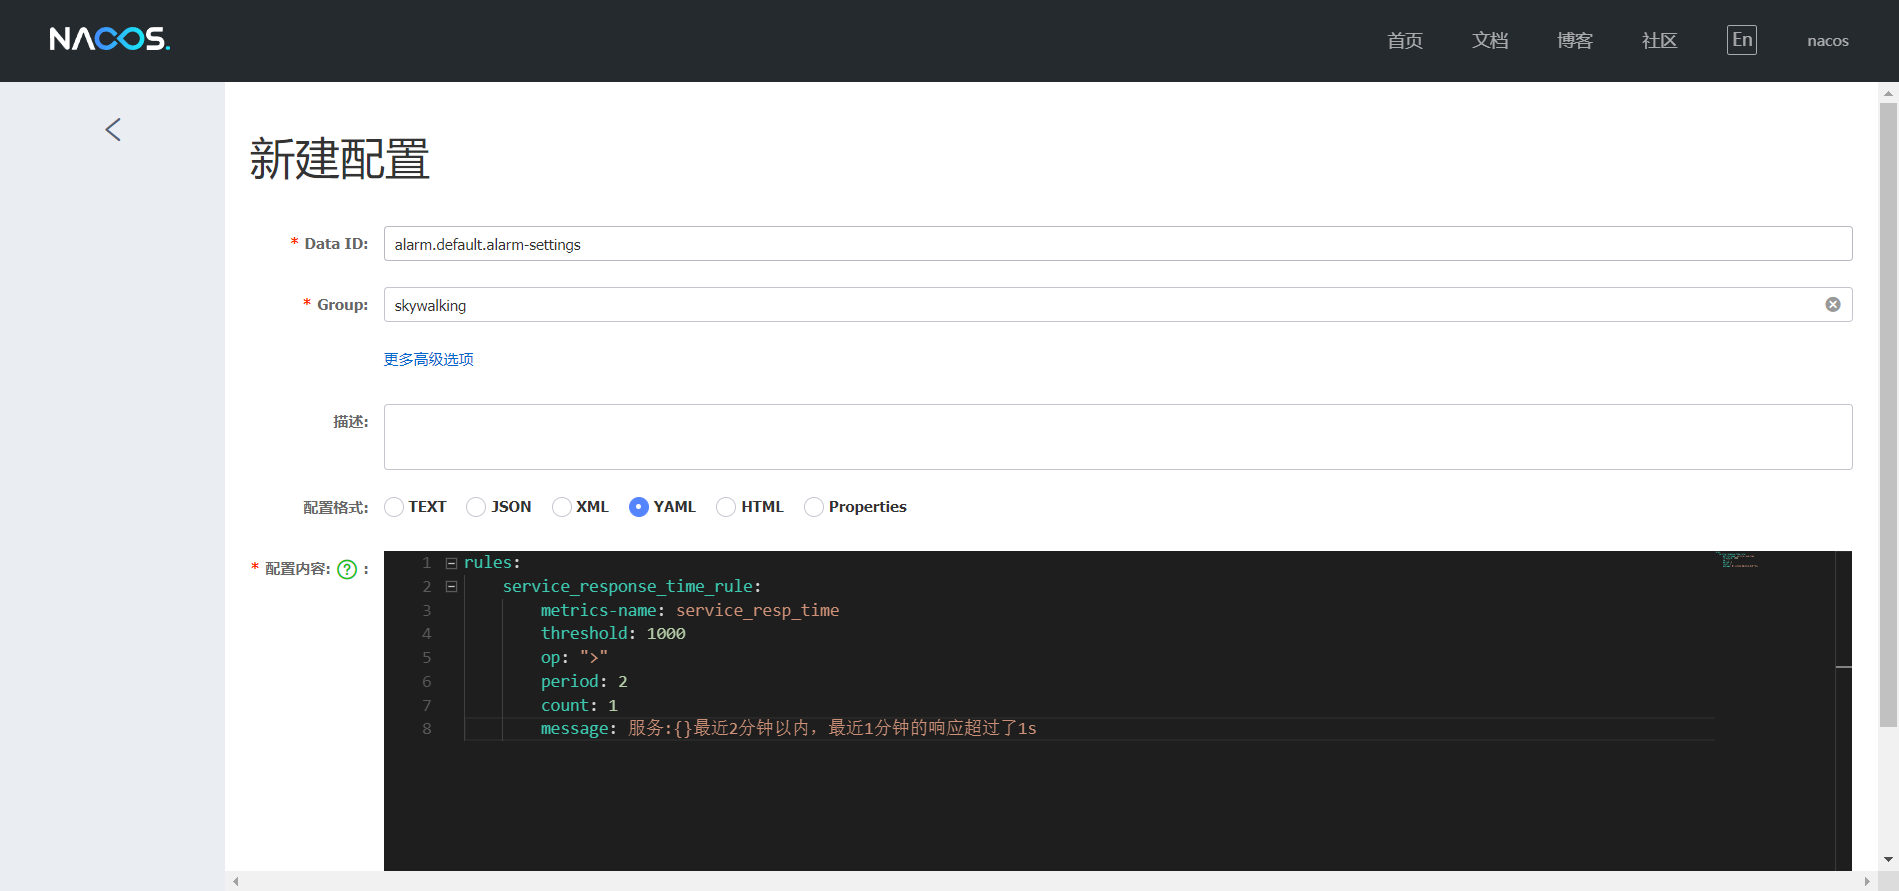 NACOS.
首页 文档 博客 社区 En nacos
新建配置
* Data ID: alarm.default.alarm-settings
* Group: skywalking
更多高级选项
描述:
配置格式: TEXT JSON XML YAML HTML Properties
* 配置内容: ? :
1 rules:
2 service_response_time_rule:
3 metrics-name: service_resp_time
4 threshold: 1000
5 op: ">"
6 period: 2
7 count: 1
8 message: 服务:{}最近2分钟以内，最近1分钟的响应超过了1s